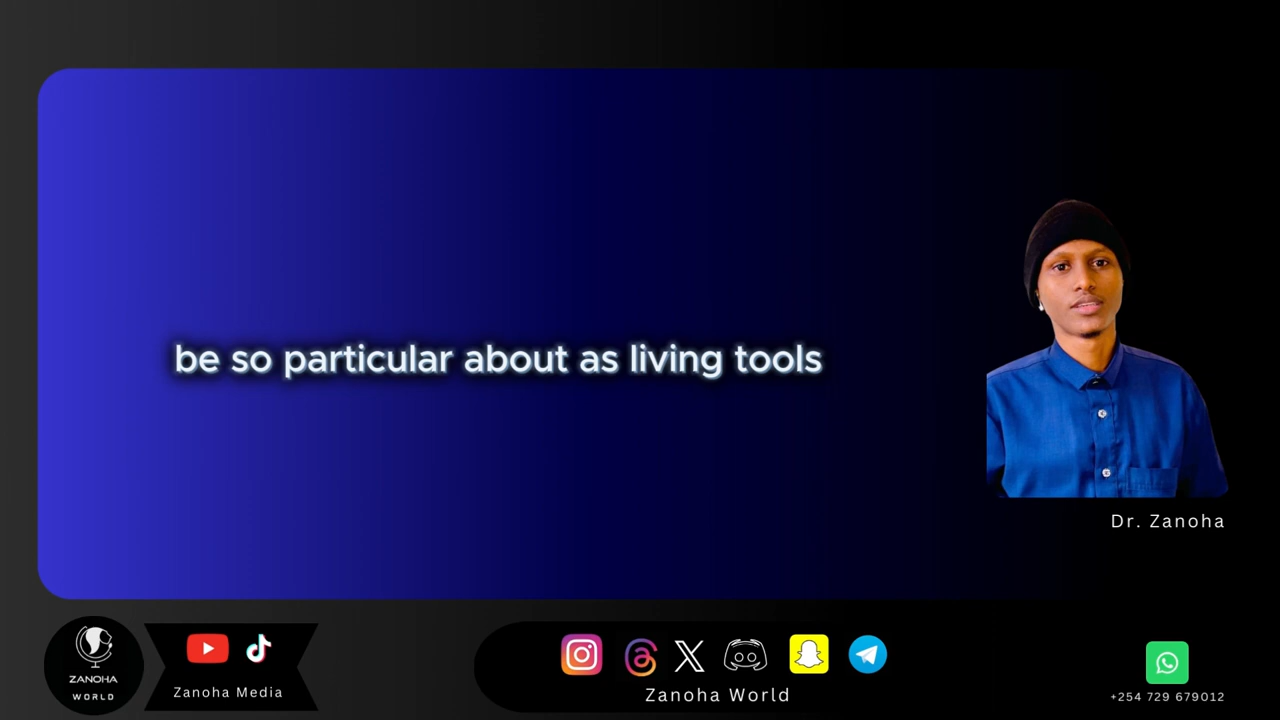 be so particular about as living tools
Dr. Zanoha
ZANOHA
WORLD
Zanoha Media
Zanoha World
+254 729 679012